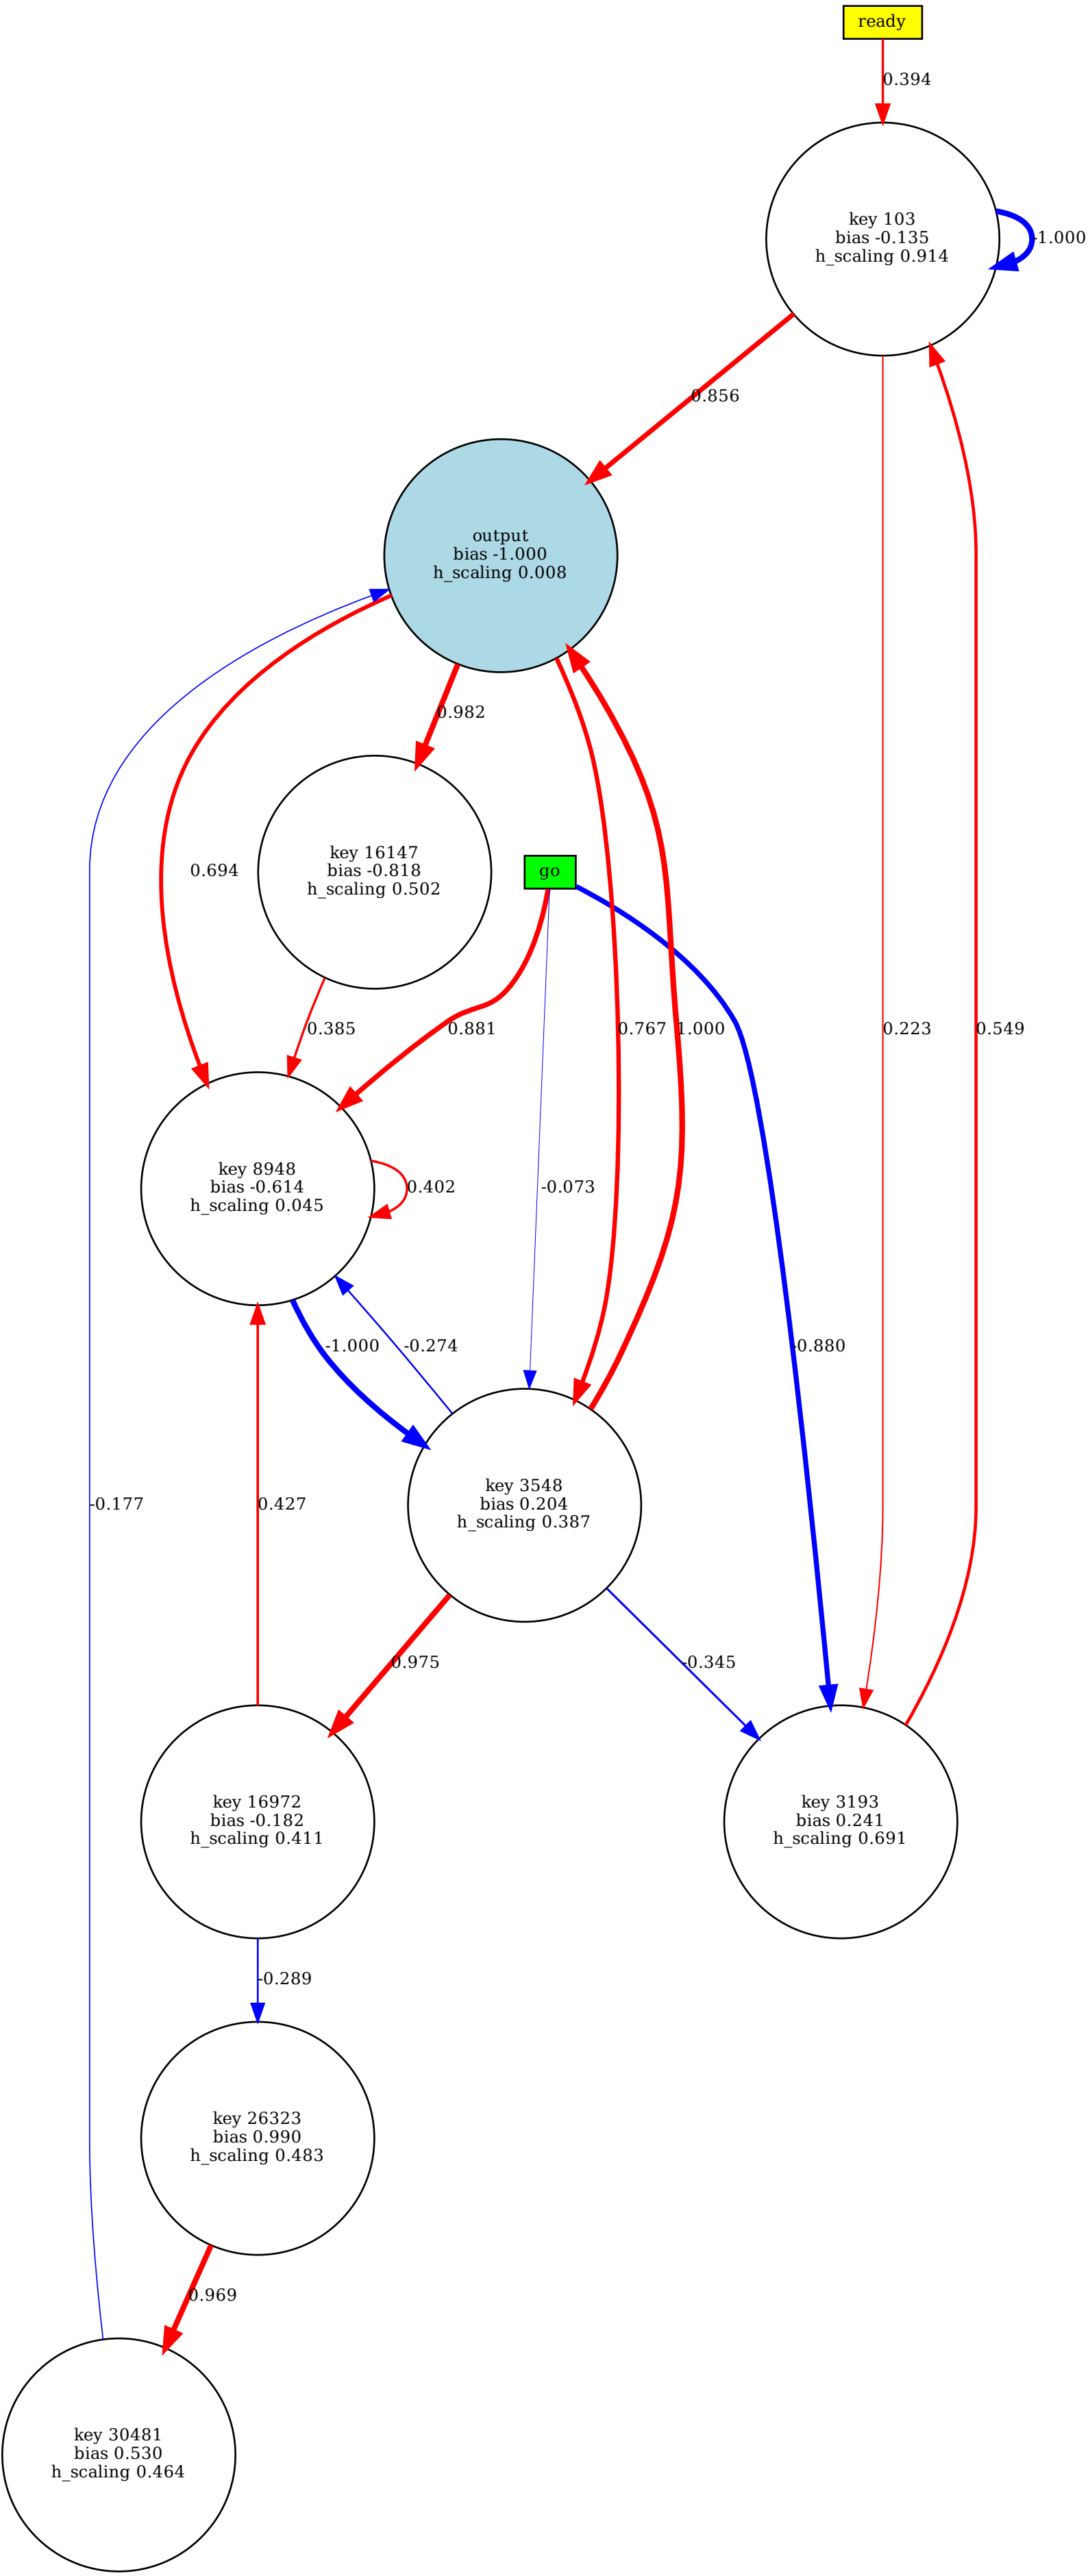 ready
0.394
key 103
bias -0.135
h_scaling 0.914
-1.000
0.856
output
bias -1.000
h_scaling 0.008
0.982
key 16147
bias -0.818
h_scaling 0.502
go
0.694
0.385
0.881
0.767
1.000
0.223
0.549
key 8948
bias -0.614
h_scaling 0.045
0.402
-0.073
-1.000
-0.274
-0.880
key 3548
bias 0.204
h_scaling 0.387
-0.177
0.427
0.975
-0.345
key 16972
bias -0.182
h_scaling 0.411
key 3193
bias 0.241
h_scaling 0.691
-0.289
key 26323
bias 0.990
h_scaling 0.483
0.969
key 30481
bias 0.530
h_scaling 0.464